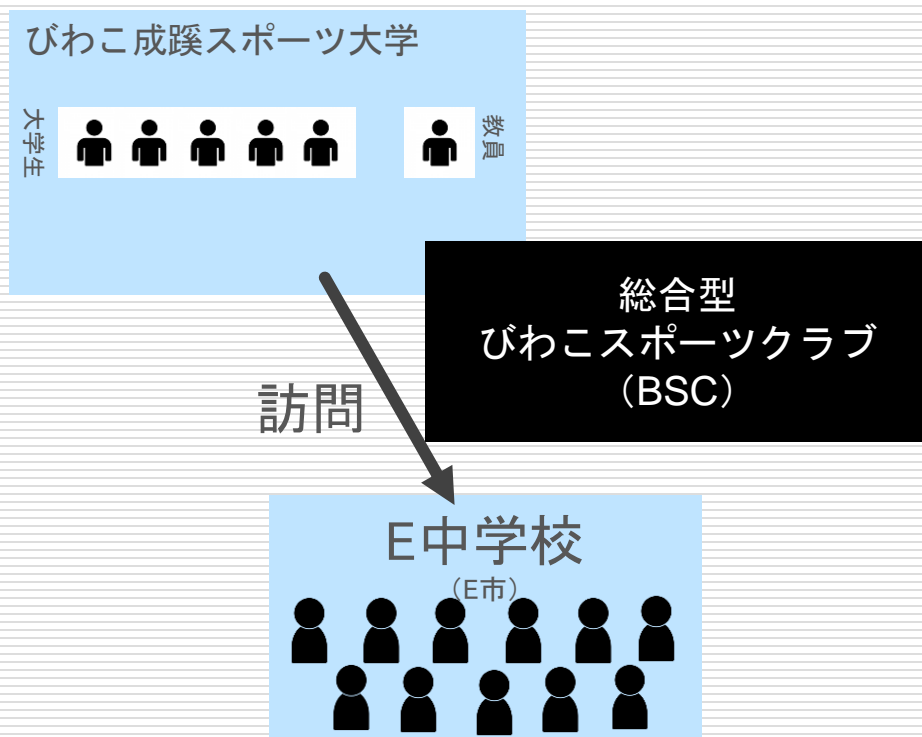 びわこ成蹊スポーツ大学
大学生
教員
総合型
びわこスポーツクラブ
（BSC）
訪問
E中学校
（E市）